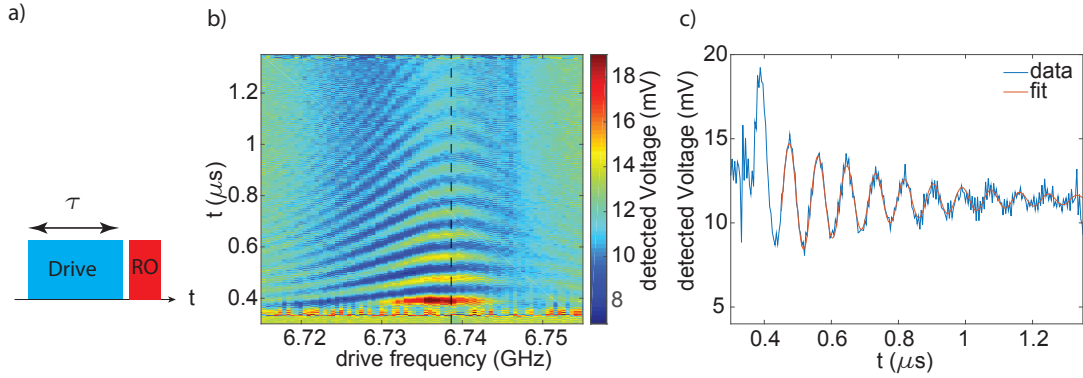 a)
τ
Drive
RO
t
b)
t (μs)
1.2
1
0.8
0.6
0.4
6.72
6.73
6.74
6.75
drive frequency (GHz)
18
16
14
12
10
8
detected Voltage (mV)
c)
detected Voltage (mV)
20
15
10
5
data
fit
0.4
0.6
0.8
1
1.2
t (μs)